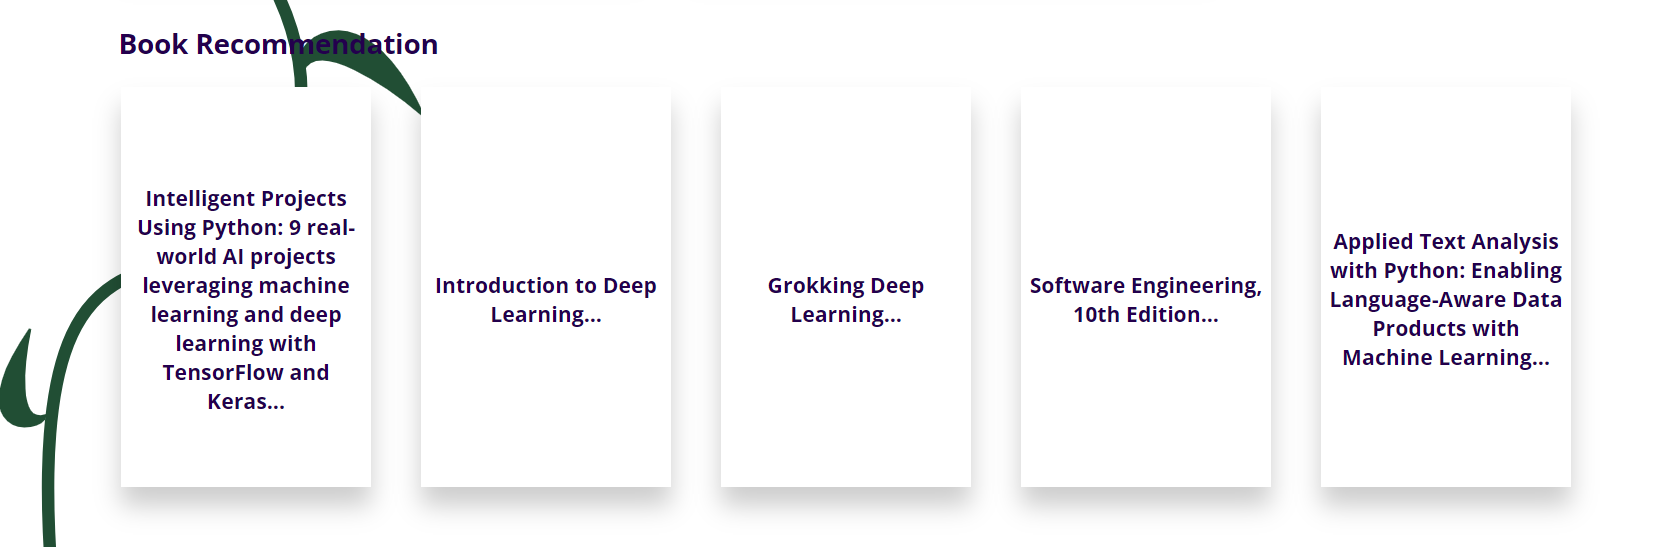 Book Recommendation
Intelligent Projects
Using Python: 9 real-
world AI projects
leveraging machine
learning and deep
learning with
TensorFlow and
Keras...
Introduction to Deep
Learning...
Grokking Deep
Learning...
Software Engineering,
10th Edition...
Applied Text Analysis
with Python: Enabling
Language-Aware Data
Products with
Machine Learning...